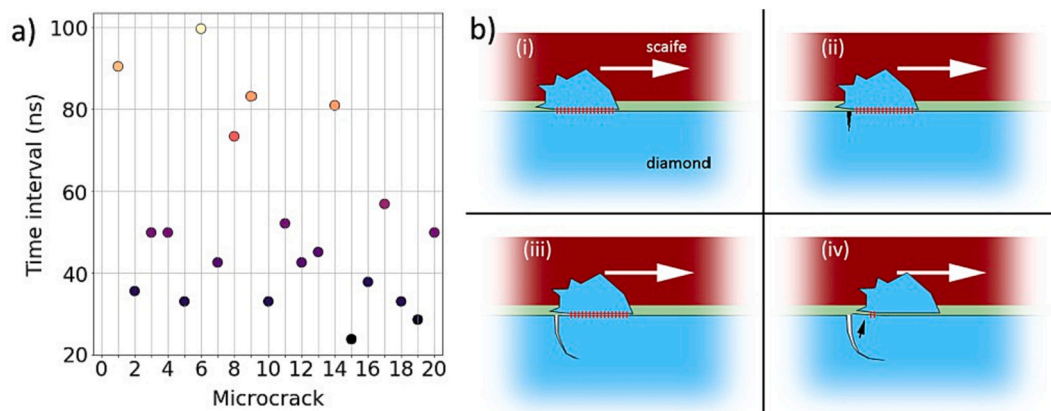 a)
100
80
60
40
20
Time interval (ns)
0 2 4 6 8 10 12 14 16 18 20
Microcrack
b)
(i)
scaife
diamond
(ii)
(iii)
(iv)